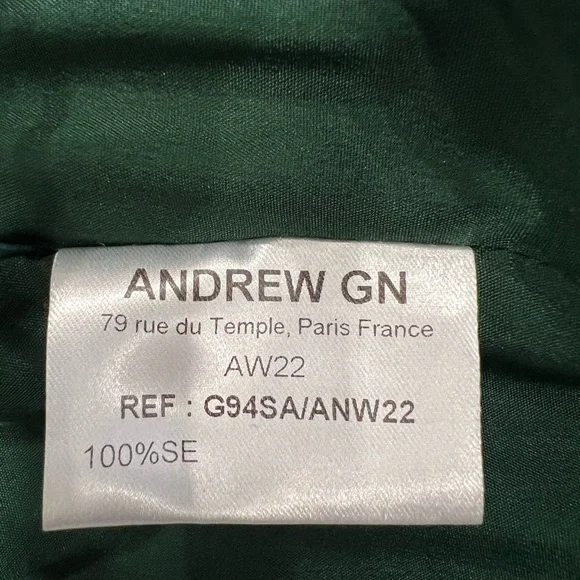 ANDREW GN
79 rue du Temple, Paris France
AW22
REF : G94SA/ANW22
100%SE